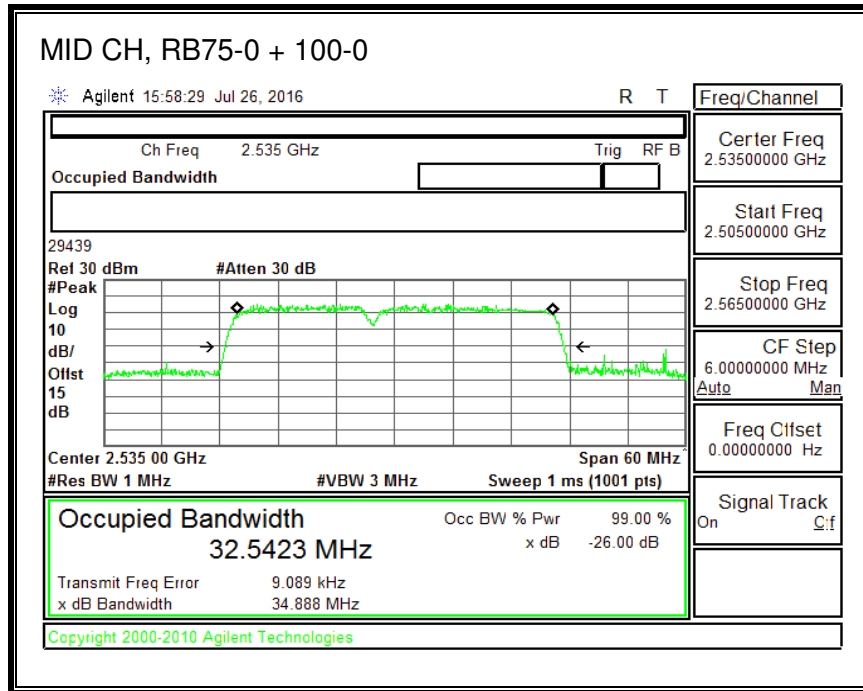 MID CH, RB75-0 + 100-0
Agilent 15:58:29 Jul 26, 2016 R T
Freq/Channel
Ch Freq 2.535 GHz Trig RF B
Occupied Bandwidth
Center Freq
2.53500000 GHz
Start Freq
2.50500000 GHz
29439
Ref 30 dBm #Atten 30 dB
#Peak
Log
10
dB/
Offst
15
dB
Stop Freq
2.56500000 GHz
CF Step
6.00000000 MHz
Auto Man
Freq Offset
0.00000000 Hz
Center 2.535 00 GHz Span 60 MHz
#Res BW 1 MHz #VBW 3 MHz Sweep 1 ms (1001 pts)
Signal Track
On Off
Occupied Bandwidth Occ BW % Pwr 99.00 %
32.5423 MHz x dB -26.00 dB
Transmit Freq Error 9.089 kHz
x dB Bandwidth 34.888 MHz
Copyright 2000-2010 Agilent Technologies